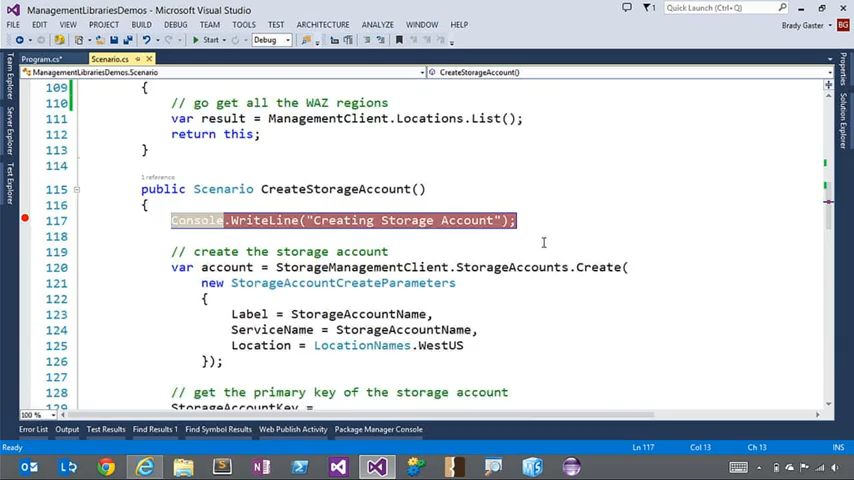 ManagementLibrariesDemos - Microsoft Visual Studio
1
Quick Launch (Ctrl+Q)
FILE EDIT VIEW PROJECT BUILD DEBUG TEAM TOOLS TEST ARCHITECTURE ANALYZE WINDOW HELP
Brady Gaster BG
Start Debug
Program.cs* Scenario.cs
ManagementLibrariesDemos.Scenario CreateStorageAccount()
Team Explorer
Server Explorer
Test Explorer
Properties
Solution Explorer
109 {
110 // go get all the WAZ regions
111 var result = ManagementClient.Locations.List();
112 return this;
113 }
114
1 reference
115 public Scenario CreateStorageAccount()
116 {
117 Console.WriteLine("Creating Storage Account");
118
119 // create the storage account
120 var account = StorageManagementClient.StorageAccounts.Create(
121 new StorageAccountCreateParameters
122 {
123 Label = StorageAccountName,
124 ServiceName = StorageAccountName,
125 Location = LocationNames.WestUS
126 });
127
128 // get the primary key of the storage account
129 StorageAccountKey =
100 %
Error List Output Test Results Find Results 1 Find Symbol Results Web Publish Activity Package Manager Console
Ready Ln 117 Col 13 Ch 13 INS